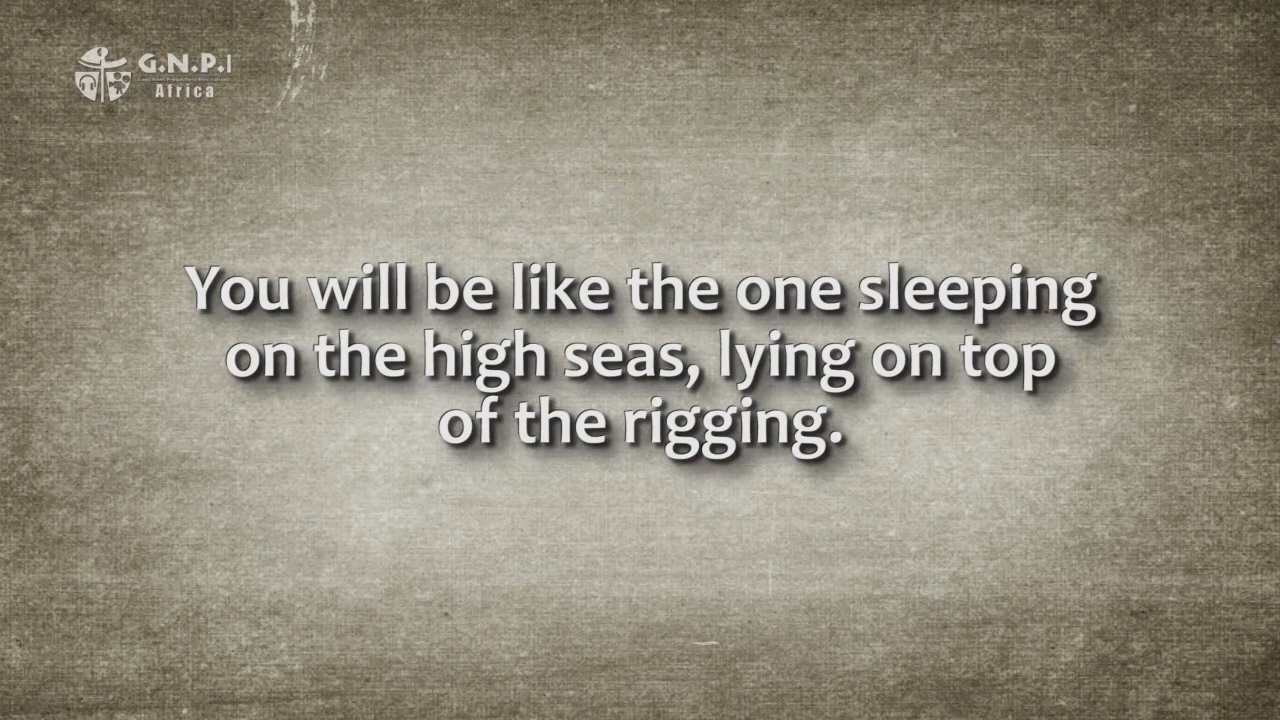 G.N.P.I
Africa
You will be like the one sleeping
on the high seas, lying on top
of the rigging.